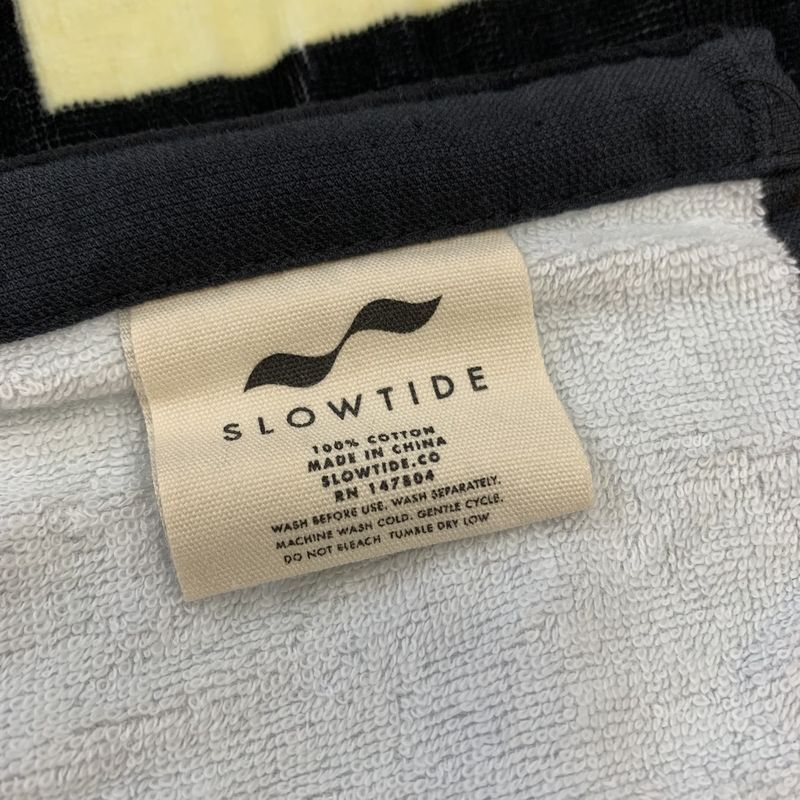 SLOWTIDE
100% COTTON
MADE IN CHINA
SLOWTIDE.CO
RN 147804
WASH BEFORE USE. WASH SEPARATELY.
MACHINE WASH COLD. GENTLE CYCLE.
DO NOT BLEACH TUMBLE DRY LOW